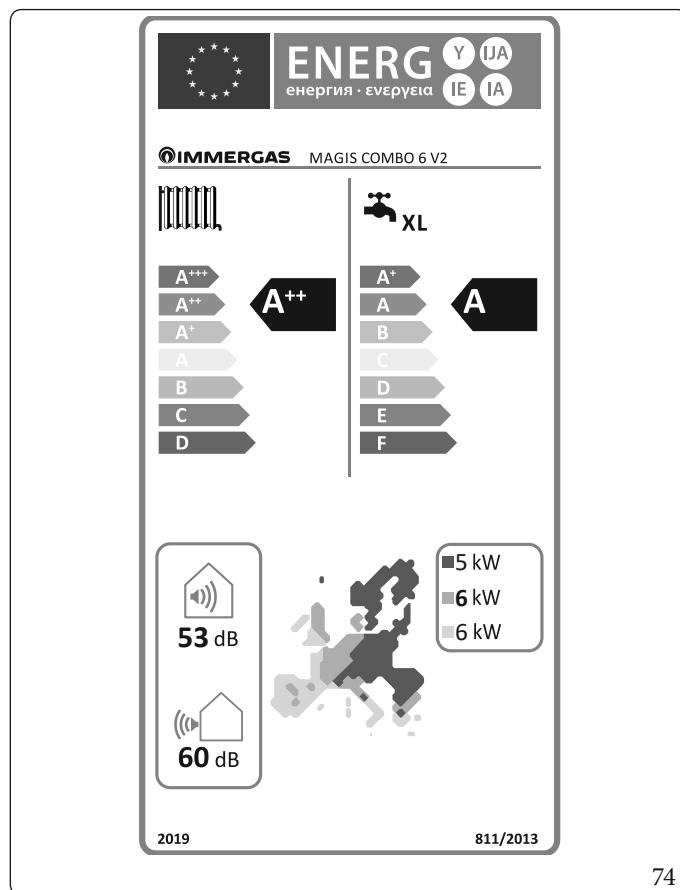 ENERG Y IJA
енергия · ενεργεια IE IA
IMMERGAS MAGIS COMBO 6 V2
XL
A+++
A++
A+
A
B
C
D
A++
A+
A
B
C
D
E
F
A
53 dB
60 dB
5 kW
6 kW
6 kW
2019
811/2013
74